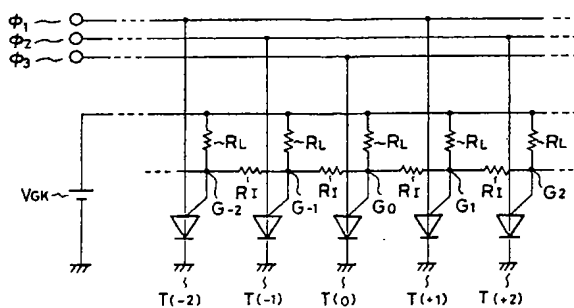 Φ1
Φ2
Φ3
RL RL RL RL RL
RI RI RI RI
VGK
G-2 G-1 G0 G1 G2
T(-2) T(-1) T(0) T(+1) T(+2)